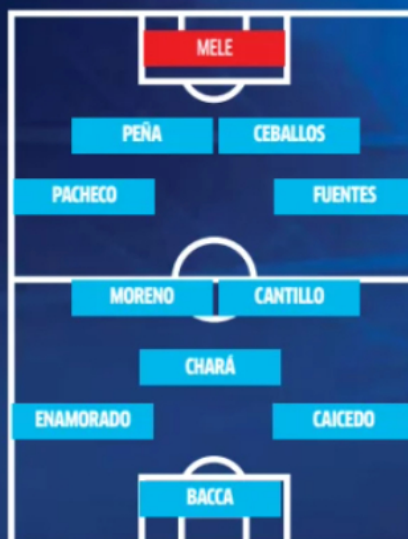 MELE
PEÑA CEBALLOS
PACHECO FUENTES
MORENO CANTILLO
CHARÁ
ENAMORADO CAICEDO
BACCA